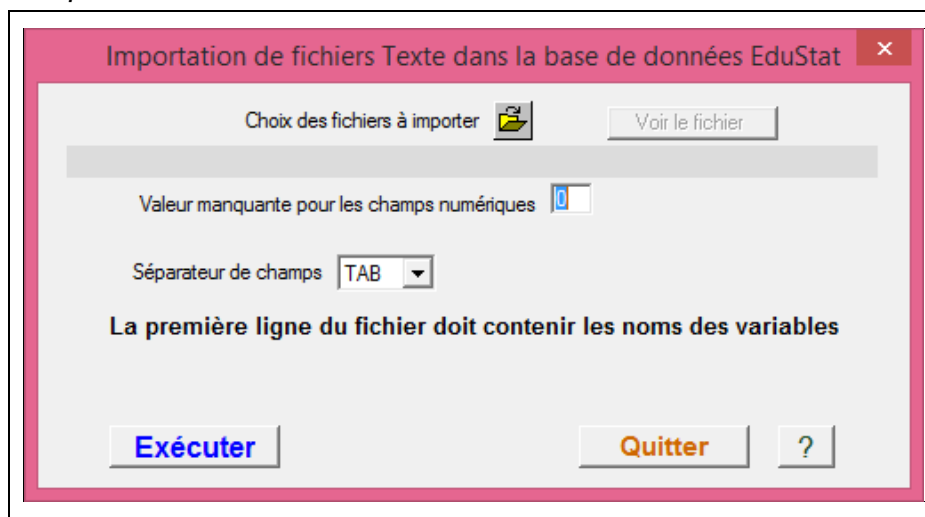 Importation de fichiers Texte dans la base de données EduStat
Choix des fichiers à importer
Voir le fichier
Valeur manquante pour les champs numériques 0
Séparateur de champs TAB
La première ligne du fichier doit contenir les noms des variables
Exécuter Quitter ?